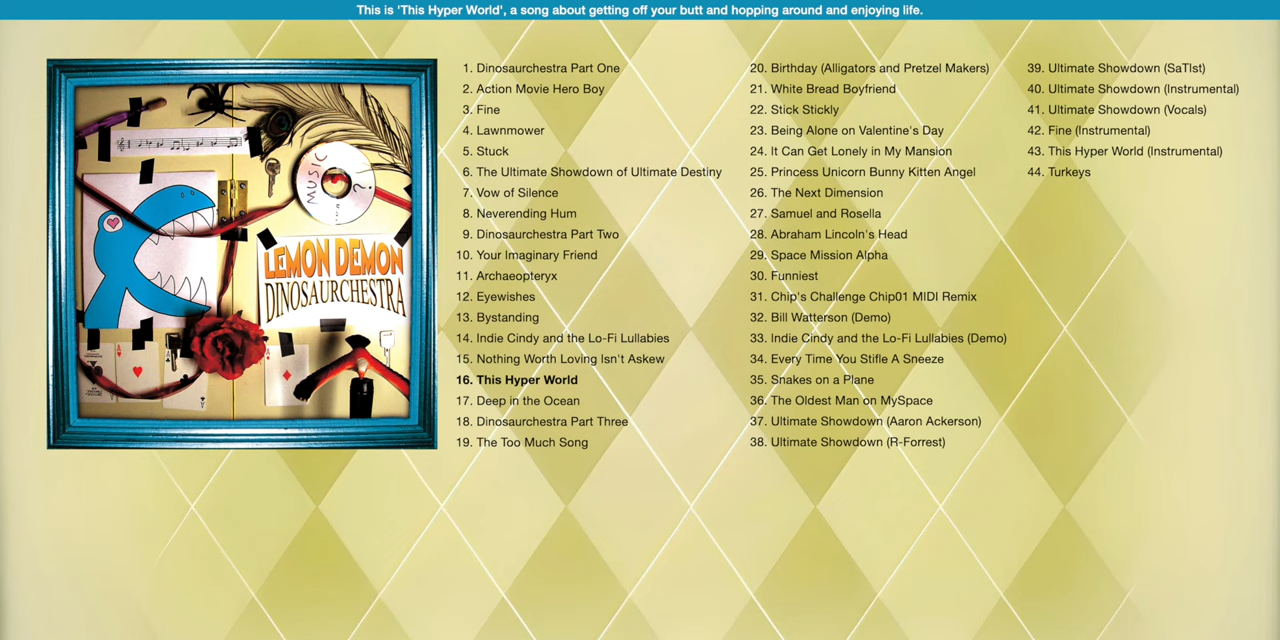 This is 'This Hyper World', a song about getting off your butt and hopping around and enjoying life.
MUSIC
...!?
LEMON DEMON
DINOSAURCHESTRA
A
A
1. Dinosaurchestra Part One
2. Action Movie Hero Boy
3. Fine
4. Lawnmower
5. Stuck
6. The Ultimate Showdown of Ultimate Destiny
7. Vow of Silence
8. Neverending Hum
9. Dinosaurchestra Part Two
10. Your Imaginary Friend
11. Archaeopteryx
12. Eyewishes
13. Bystanding
14. Indie Cindy and the Lo-Fi Lullabies
15. Nothing Worth Loving Isn't Askew
16. This Hyper World
17. Deep in the Ocean
18. Dinosaurchestra Part Three
19. The Too Much Song
20. Birthday (Alligators and Pretzel Makers)
21. White Bread Boyfriend
22. Stick Stickly
23. Being Alone on Valentine's Day
24. It Can Get Lonely in My Mansion
25. Princess Unicorn Bunny Kitten Angel
26. The Next Dimension
27. Samuel and Rosella
28. Abraham Lincoln's Head
29. Space Mission Alpha
30. Funniest
31. Chip's Challenge Chip01 MIDI Remix
32. Bill Watterson (Demo)
33. Indie Cindy and the Lo-Fi Lullabies (Demo)
34. Every Time You Stifle A Sneeze
35. Snakes on a Plane
36. The Oldest Man on MySpace
37. Ultimate Showdown (Aaron Ackerson)
38. Ultimate Showdown (R-Forrest)
39. Ultimate Showdown (SaTIst)
40. Ultimate Showdown (Instrumental)
41. Ultimate Showdown (Vocals)
42. Fine (Instrumental)
43. This Hyper World (Instrumental)
44. Turkeys